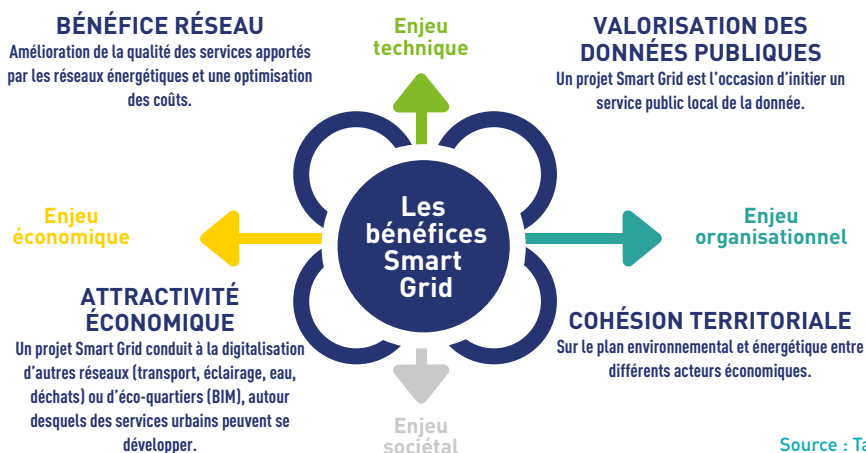 BÉNÉFICE RÉSEAU
Amélioration de la qualité des services apportés
par les réseaux énergétiques et une optimisation
des coûts.
Enjeu
technique
VALORISATION DES
DONNÉES PUBLIQUES
Un projet Smart Grid est l'occasion d'initier un
service public local de la donnée.
Enjeu
économique
Les
bénéfices
Smart
Grid
Enjeu
organisationnel
ATTRACTIVITÉ
ÉCONOMIQUE
Un projet Smart Grid conduit à la digitalisation
d'autres réseaux (transport, éclairage, eau,
déchets) ou d'éco-quartiers (BIM), autour
desquels des services urbains peuvent se
développer.
COHÉSION TERRITORIALE
Sur le plan environnemental et énergétique entre
différents acteurs économiques.
Enjeu
sociétal
Source :